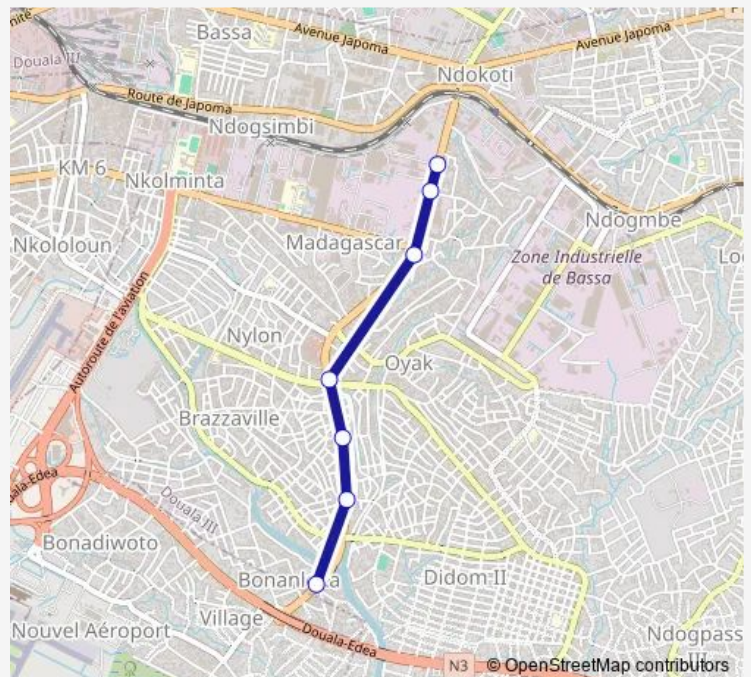 Bassa
Avenue Japoma
Avenue Japoma
Douala III
Ndokoti
Route de Japoma
Ndogsimbi
KM 6
Nkolminta
Ndogmbe
Nkololoun
Madagascar
Zone Industrielle
de Bassa
Autoroute de l'aviation
Nylon
Oyak
Brazzaville
Douala III
Bonadiwoto
Didom II
Village
Nouvel Aéroport
Douala-Edea
Ndogpass
III
N3
© OpenStreetMap contributors